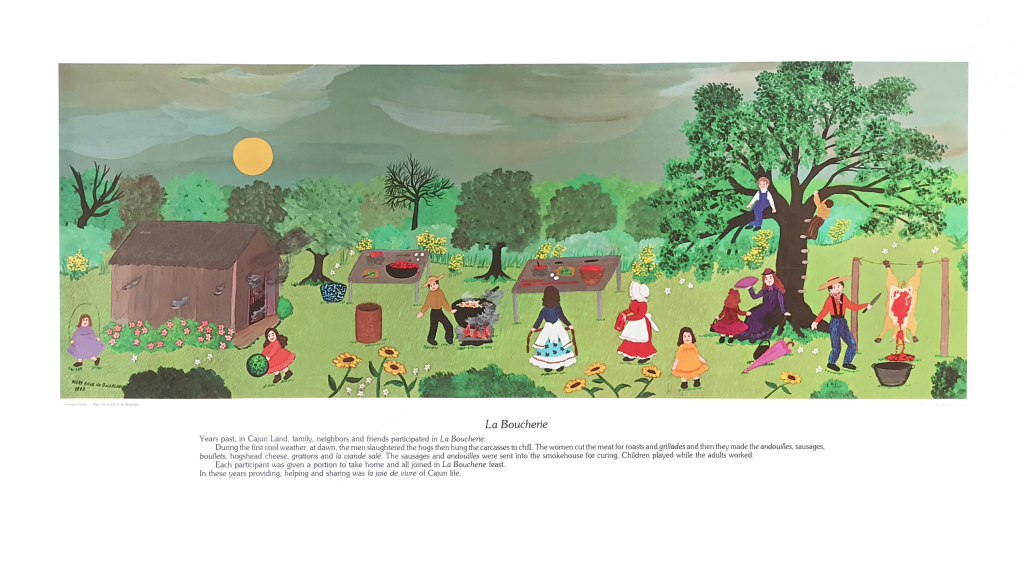 La Boucherie
Years past, in Cajun Land, family, neighbors and friends participated in La Boucherie.
During the first cool weather, at dawn, the men slaughtered the hogs then hung the carcasses to chill. The women cut the meat for roasts and grillades and then they made the andouilles, sausages,
bouillets, hogshead cheese, grattons and la viande salé. The sausages and andouilles were sent into the smokehouse for curing. Children played while the adults worked.
Each participant was given a portion to take home and all joined in La Boucherie feast.
In these years providing, helping and sharing was la joie de vivre of Cajun life.